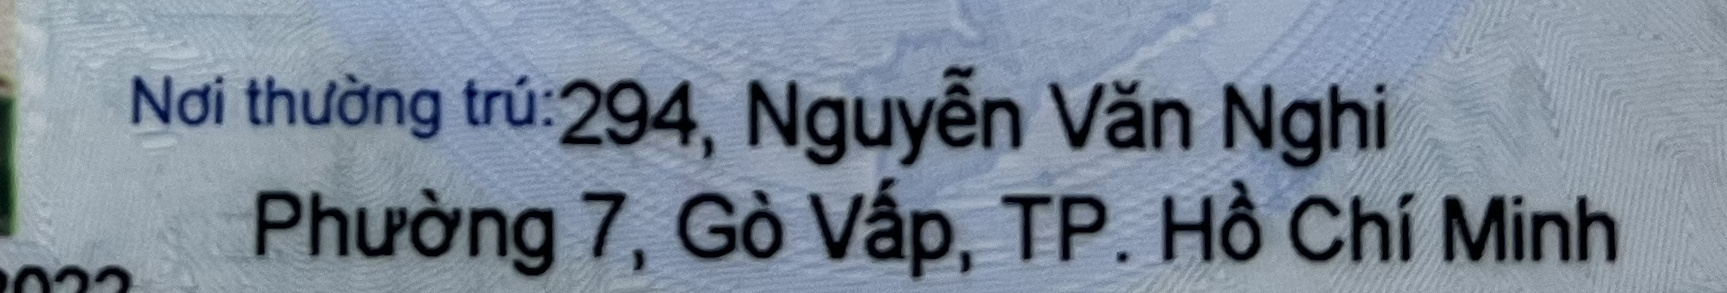 Nơi thường trú: 294, Nguyễn Văn Nghi
Phường 7, Gò Vấp, TP. Hồ Chí Minh